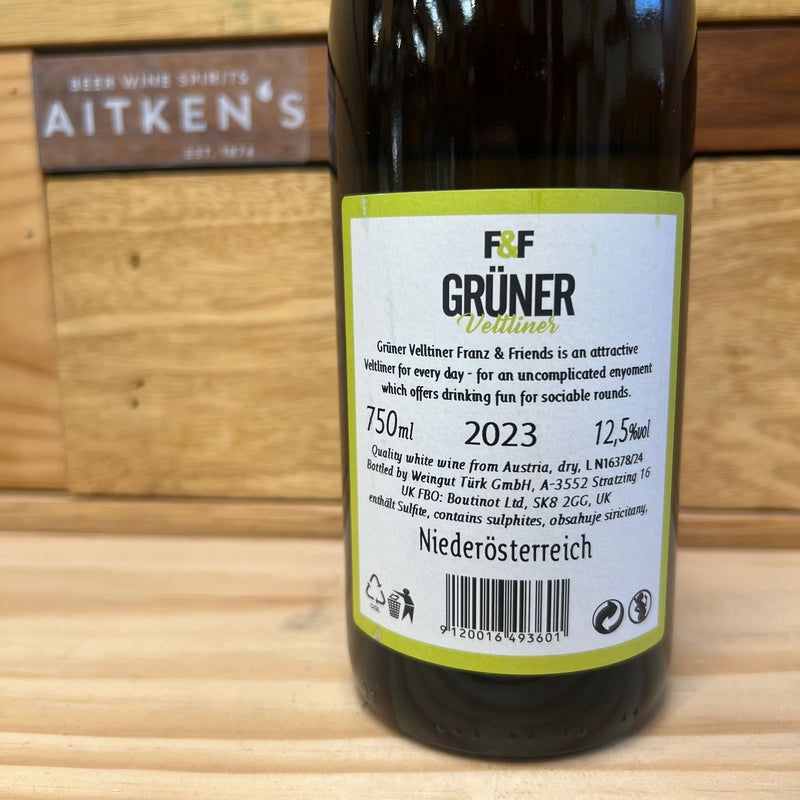 BEER WINE SPIRITS
AITKEN'S
EST. 1874
F&F
GRÜNER
Veltliner
Grüner Velltiner Franz & Friends is an attractive
Veltliner for every day - for an uncomplicated enyoment
which offers drinking fun for sociable rounds.
750ml 2023 12,5%vol
Quality white wine from Austria, dry, L N16378/24
Bottled by Weingut Türk GmbH, A-3552 Stratzing 16
UK FBO: Boutinot Ltd, SK8 2GG, UK
enthält Sulfite, contains sulphites, obsahuje siricitany,
Niederösterreich
9 120016 493601